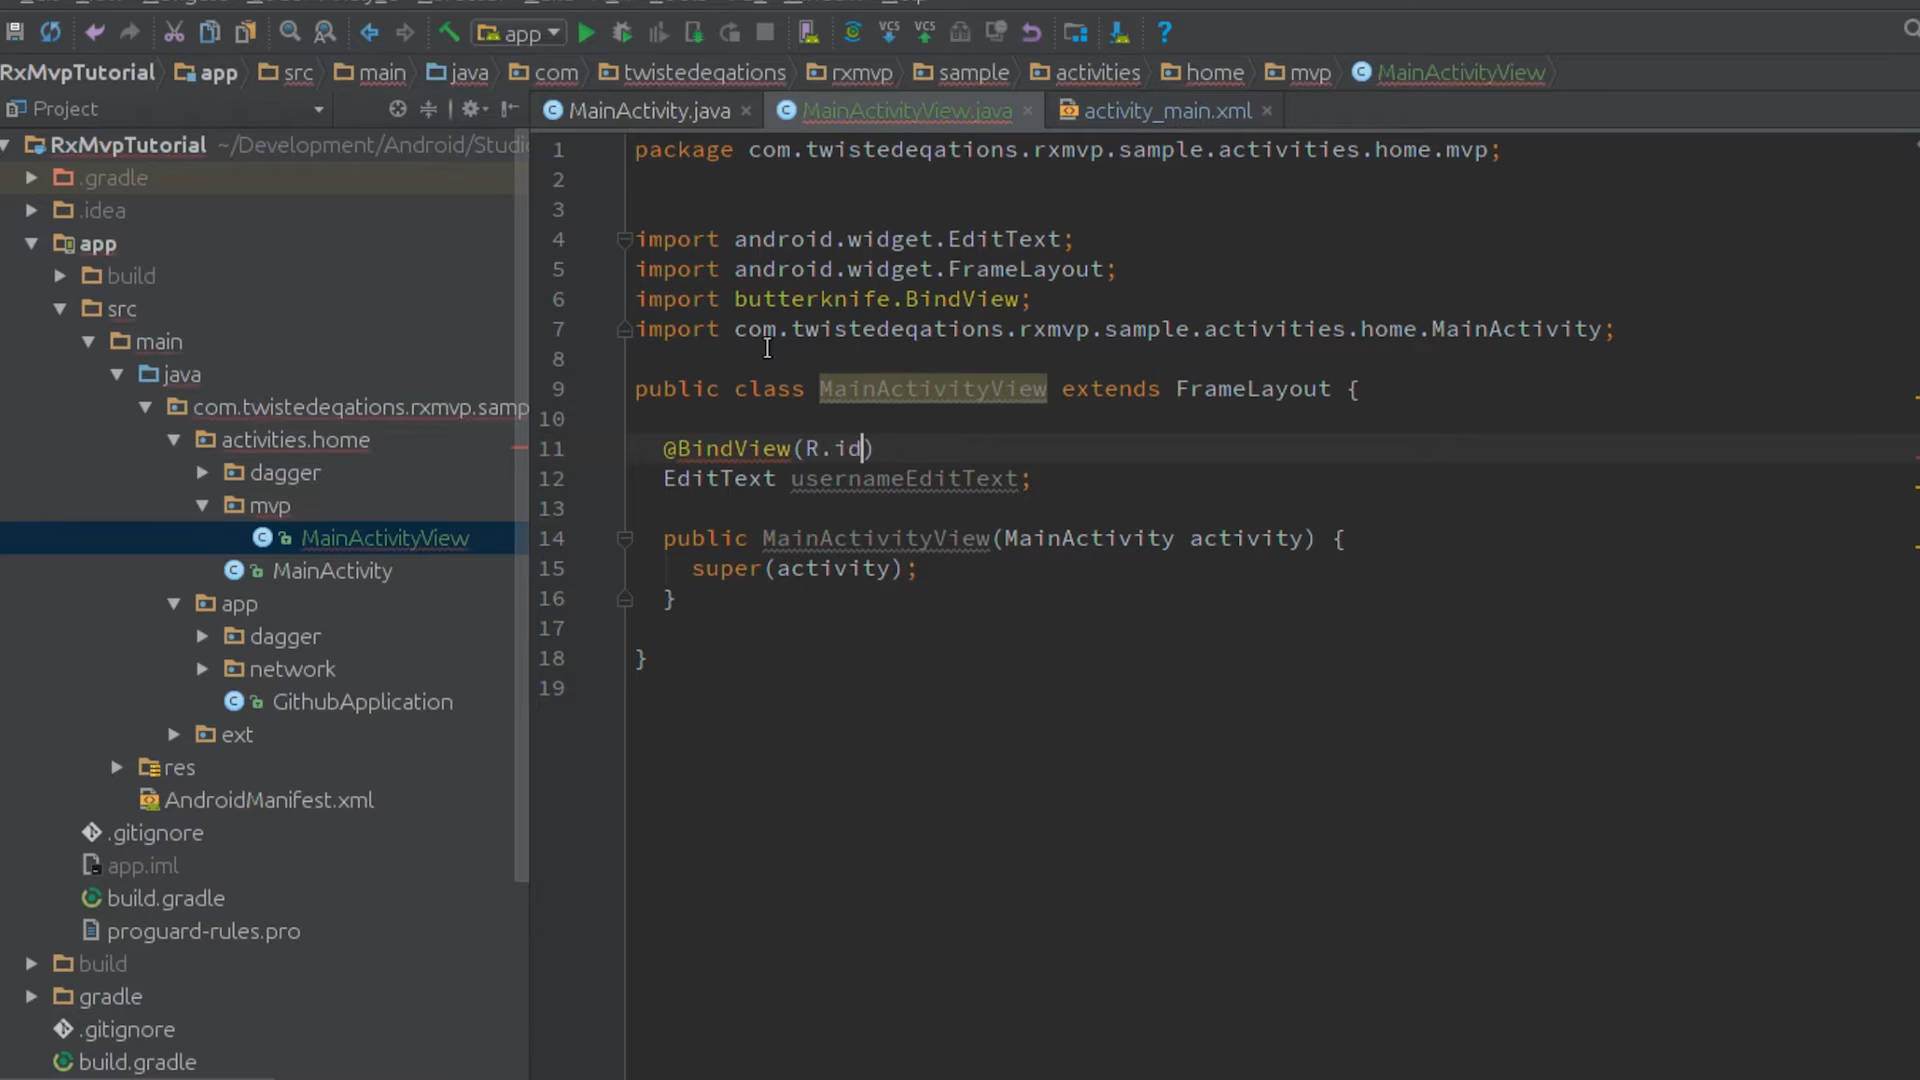 app
VCS VCS ?
RxMvpTutorial app src main java com twistedeqations rxmvp sample activities home mvp MainActivityView
Project
MainActivity.java MainActivityView.java activity_main.xml
RxMvpTutorial ~/Development/Android/Studi
.gradle
.idea
app
build
src
main
java
com.twistedeqations.rxmvp.samp
activities.home
dagger
mvp
MainActivityView
MainActivity
app
dagger
network
GithubApplication
ext
res
AndroidManifest.xml
.gitignore
app.iml
build.gradle
proguard-rules.pro
build
gradle
.gitignore
build.gradle
1 package com.twistedeqations.rxmvp.sample.activities.home.mvp;
2
3
4 import android.widget.EditText;
5 import android.widget.FrameLayout;
6 import butterknife.BindView;
7 import com.twistedeqations.rxmvp.sample.activities.home.MainActivity;
8
9 public class MainActivityView extends FrameLayout {
10
11 @BindView(R.id)
12 EditText usernameEditText;
13
14 public MainActivityView(MainActivity activity) {
15 super(activity);
16 }
17
18 }
19